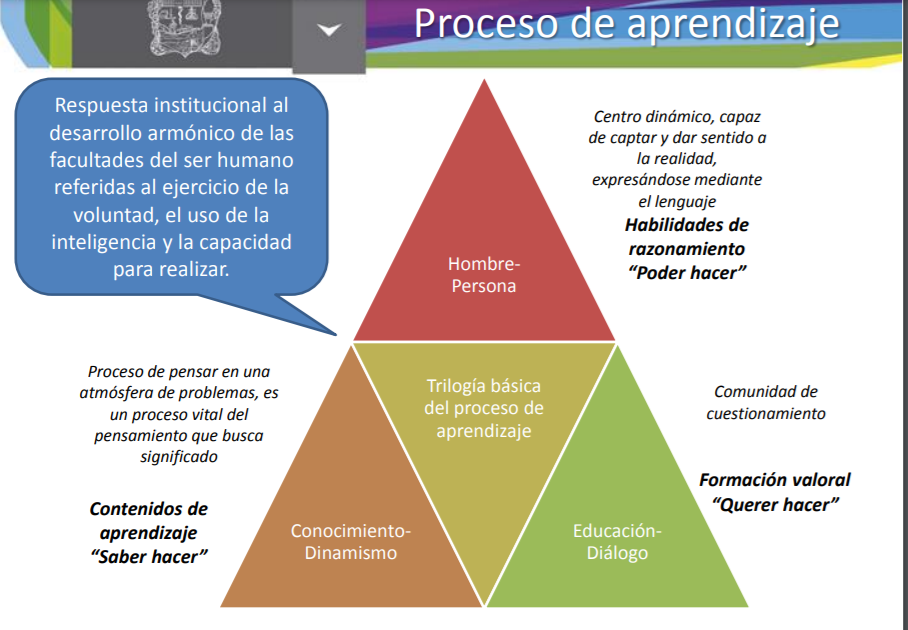 Proceso de aprendizaje
Respuesta institucional al
desarrollo armónico de las
facultades del ser humano
referidas al ejercicio de la
voluntad, el uso de la
inteligencia y la capacidad
para realizar.
Centro dinámico, capaz
de captar y dar sentido a
la realidad,
expresándose mediante
el lenguaje
Habilidades de
razonamiento
“Poder hacer”
Hombre-
Persona
Proceso de pensar en una
atmósfera de problemas, es
un proceso vital del
pensamiento que busca
significado
Contenidos de
aprendizaje
“Saber hacer”
Trilogía básica
del proceso de
aprendizaje
Comunidad de
cuestionamiento
Formación valoral
“Querer hacer”
Conocimiento-
Dinamismo
Educación-
Diálogo